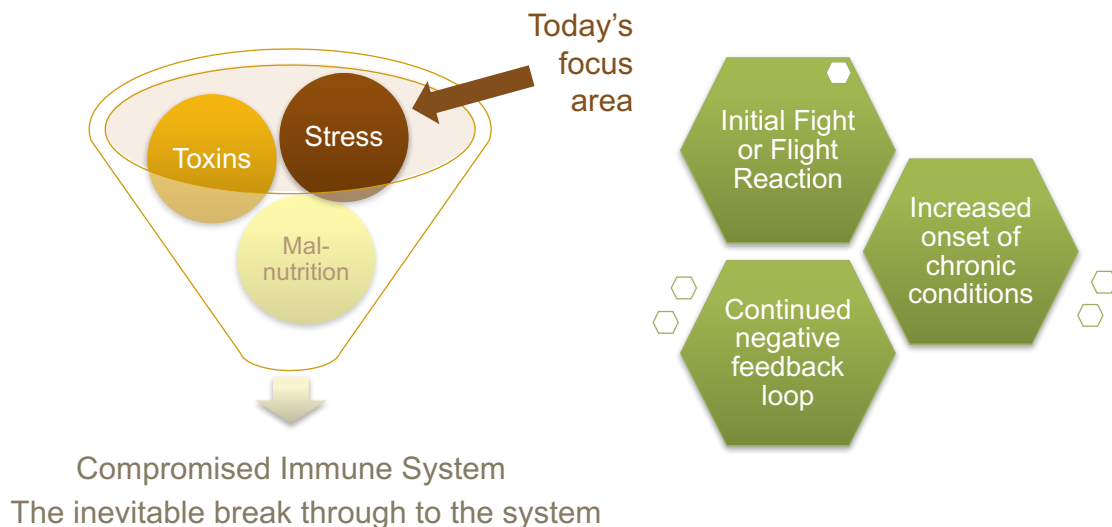 Today's
focus
area
Toxins
Stress
Mal-
nutrition
Compromised Immune System
The inevitable break through to the system
Initial Fight
or Flight
Reaction
Increased
onset of
chronic
conditions
Continued
negative
feedback
loop